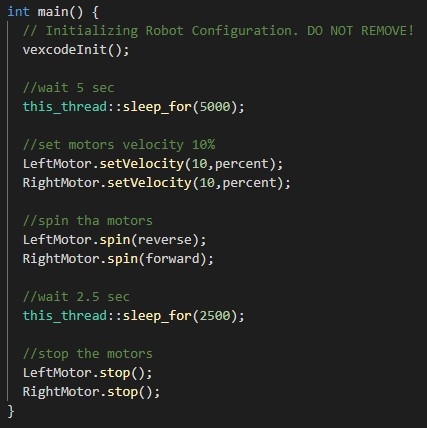 int main() {
// Initializing Robot Configuration. DO NOT REMOVE!
vexcodeInit();
//wait 5 sec
this_thread::sleep_for(5000);
//set motors velocity 10%
LeftMotor.setVelocity(10,percent);
RightMotor.setVelocity(10,percent);
//spin tha motors
LeftMotor.spin(reverse);
RightMotor.spin(forward);
//wait 2.5 sec
this_thread::sleep_for(2500);
//stop the motors
LeftMotor.stop();
RightMotor.stop();
}